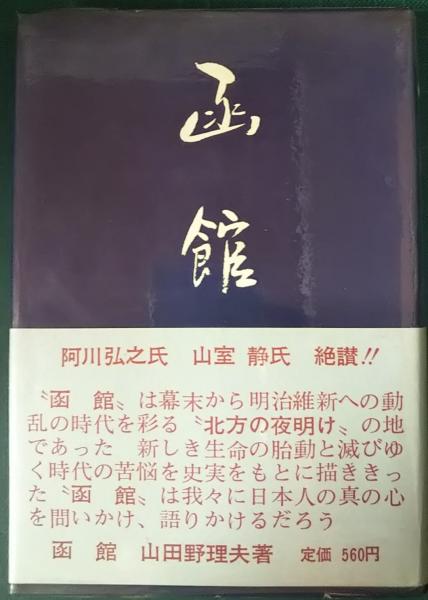 函館
阿川弘之氏　山室 静氏　絶讃!!
〝函　館〟は幕末から明治維新への動
乱の時代を彩る〝北方の夜明け〟の地
であった　新しき生命の胎動と滅びゆ
く時代の苦悩を史実をもとに描ききっ
た〝函　館〟は我々に日本人の真の心
を問いかけ、語りかけるだろう
函　館　山田野理夫著　定価 560円